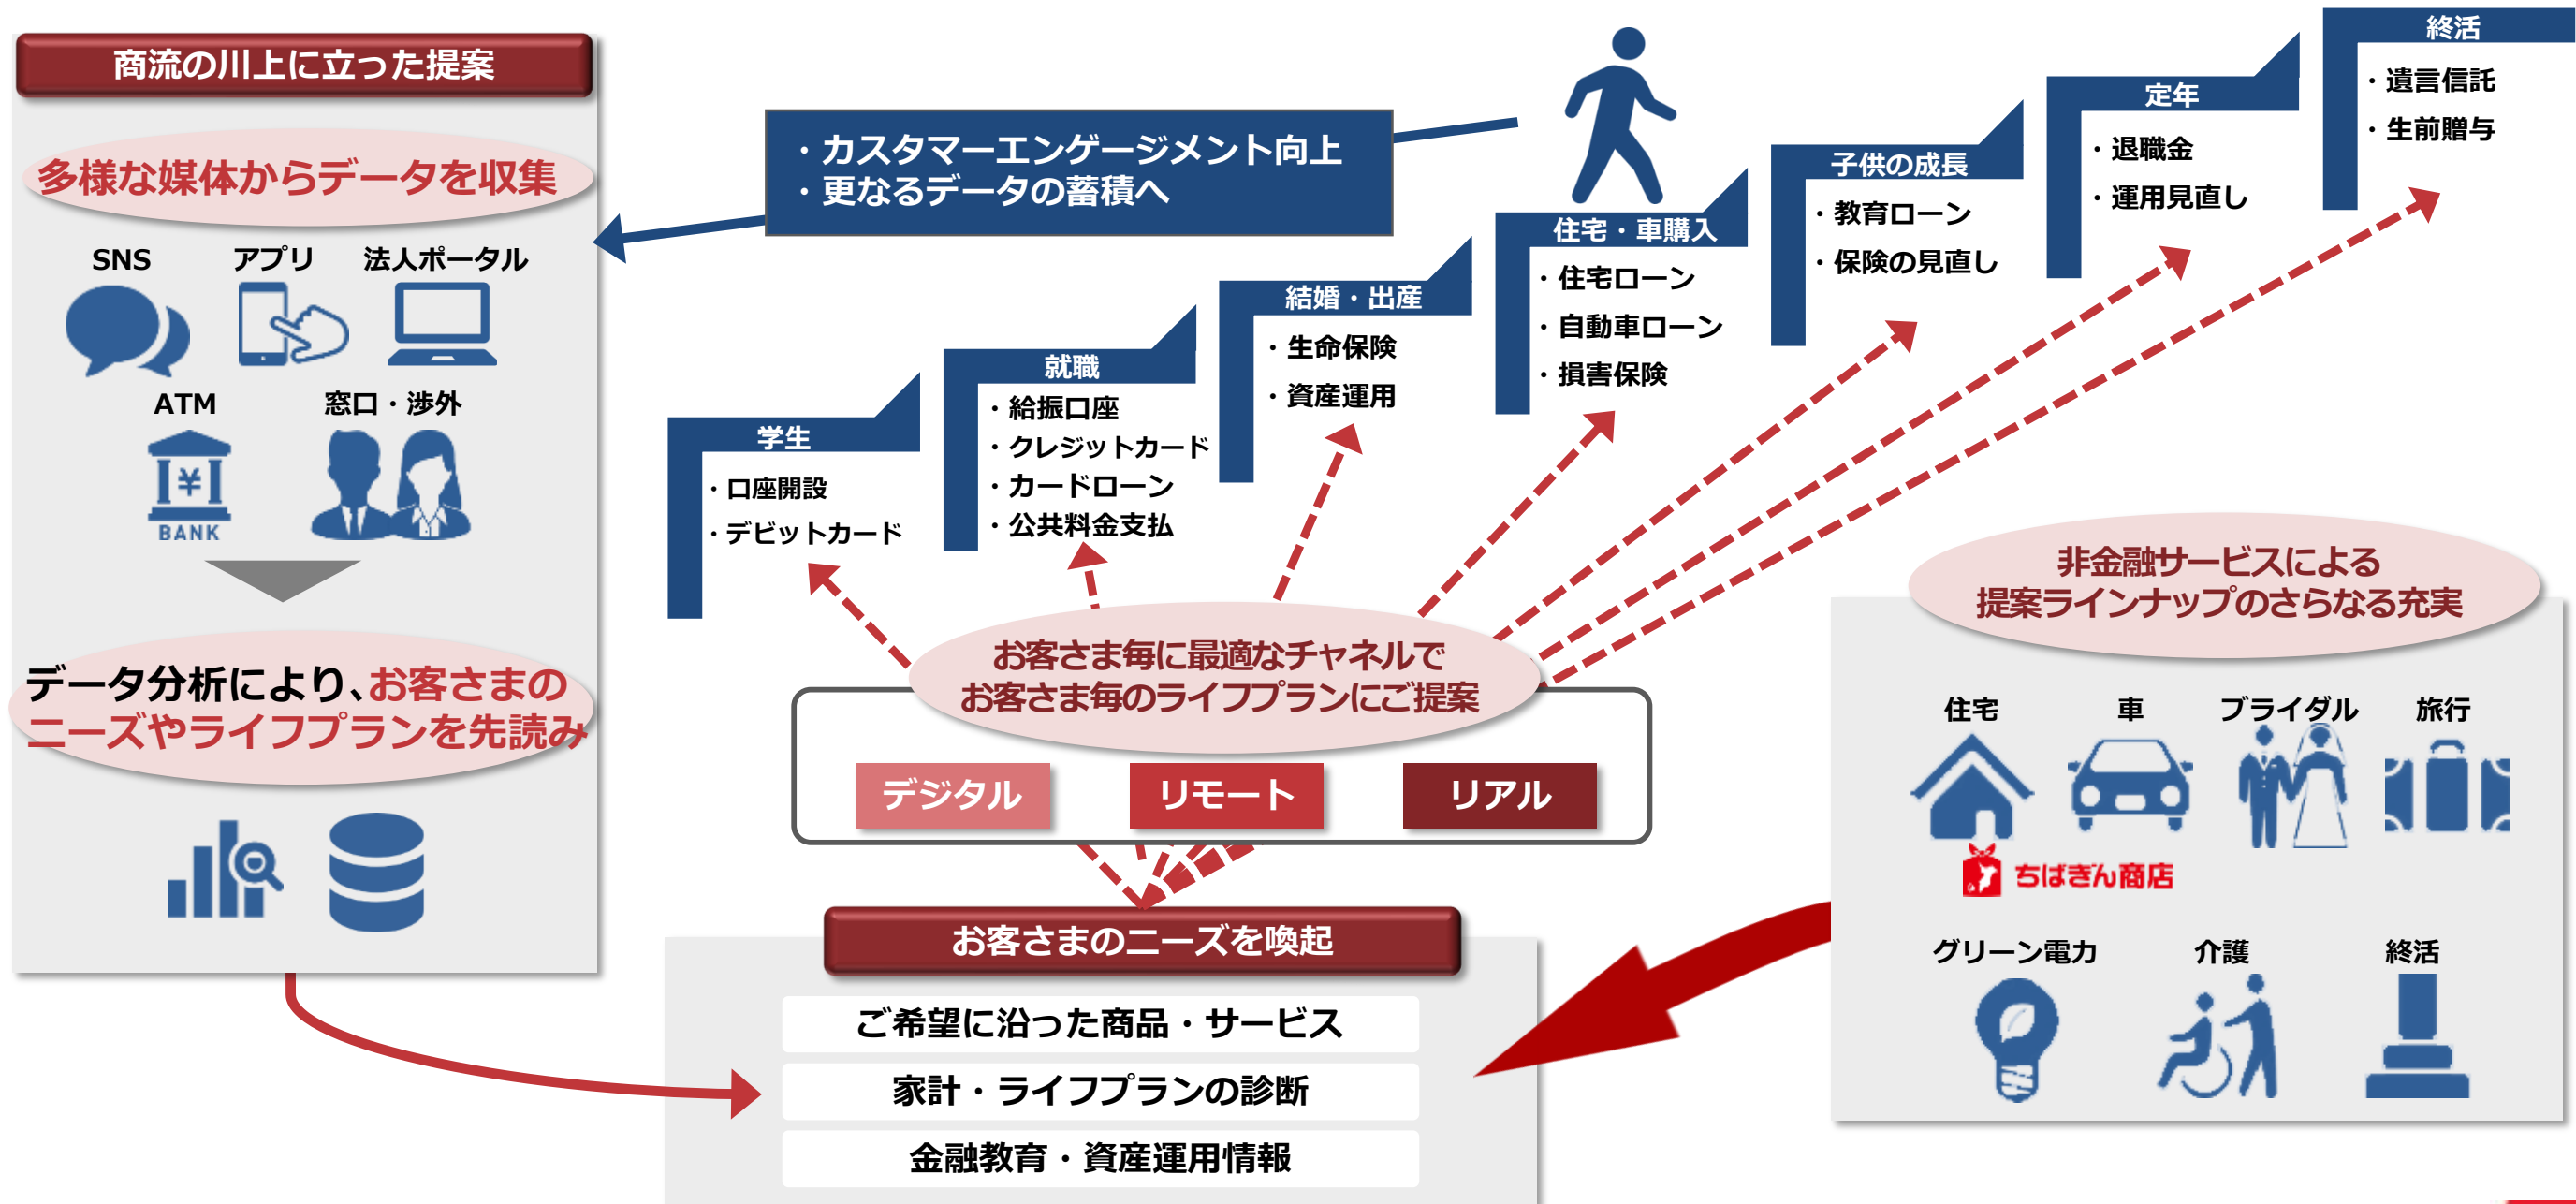 商流の川上に立った提案
多様な媒体からデータを収集
SNS
アプリ
法人ポータル
ATM
窓口・渉外
¥
BANK
データ分析により、お客さまの
ニーズやライフプランを先読み
・カスタマーエンゲージメント向上
・更なるデータの蓄積へ
学生
・口座開設
・デビットカード
就職
・給振口座
・クレジットカード
・カードローン
・公共料金支払
結婚・出産
・生命保険
・資産運用
住宅・車購入
・住宅ローン
・自動車ローン
・損害保険
子供の成長
・教育ローン
・保険の見直し
定年
・退職金
・運用見直し
終活
・遺言信託
・生前贈与
お客さま毎に最適なチャネルで
お客さま毎のライフプランにご提案
デジタル
リモート
リアル
お客さまのニーズを喚起
ご希望に沿った商品・サービス
家計・ライフプランの診断
金融教育・資産運用情報
非金融サービスによる
提案ラインナップのさらなる充実
住宅
車
ブライダル
旅行
ちばぎん商店
グリーン電力
介護
終活